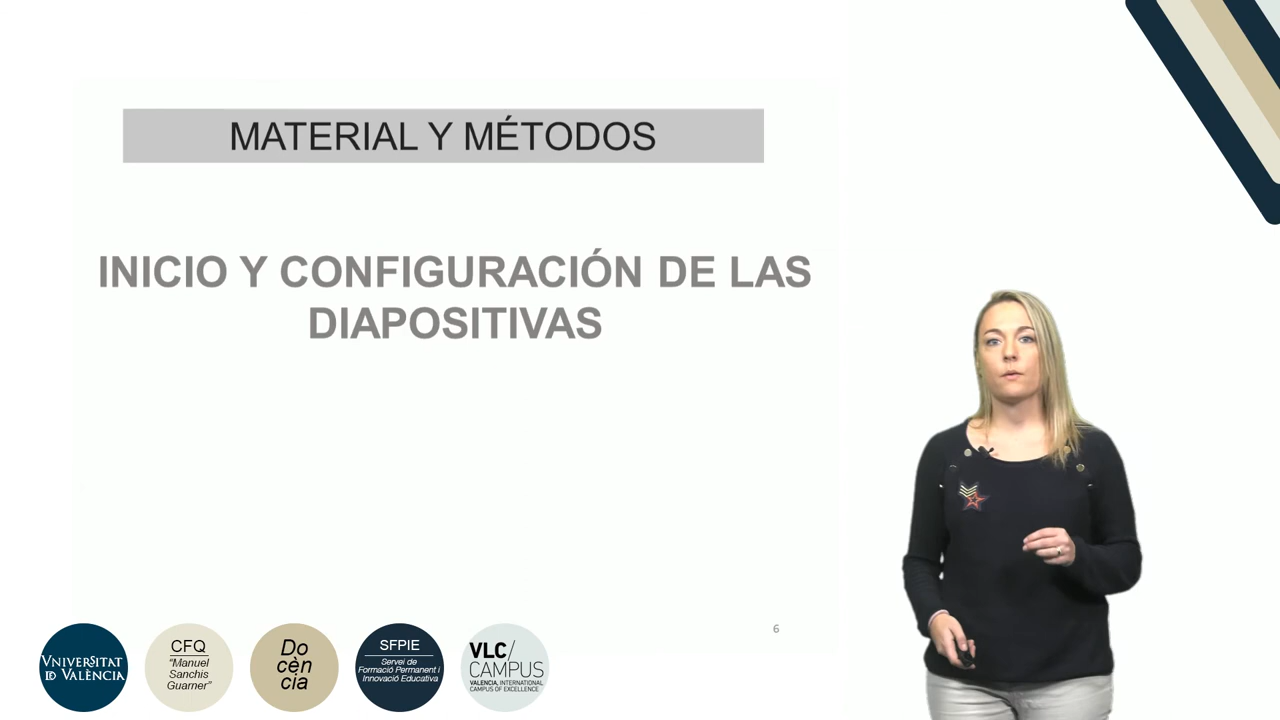 MATERIAL Y MÉTODOS
INICIO Y CONFIGURACIÓN DE LAS
DIAPOSITIVAS
6
VNIVERSITAT
ID VALÈNCIA
CFQ
"Manuel
Sanchis
Guarner"
Do
cèn
cia
SFPIE
Servei de
Formació Permanent i
Innovació Educativa
VLC/
CAMPUS
VALENCIA, INTERNATIONAL
CAMPUS OF EXCELLENCE